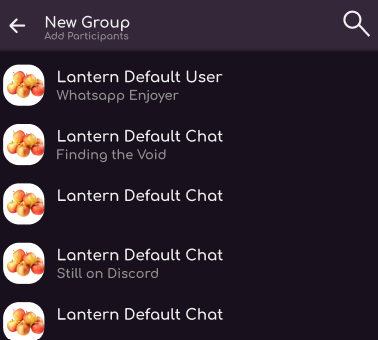 New Group
Add Participants
Lantern Default User
Whatsapp Enjoyer
Lantern Default Chat
Finding the Void
Lantern Default Chat
Lantern Default Chat
Still on Discord
Lantern Default Chat